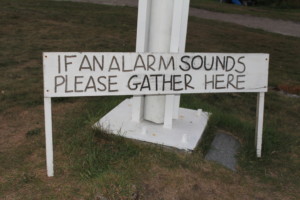 IF AN ALARM SOUNDS
PLEASE GATHER HERE